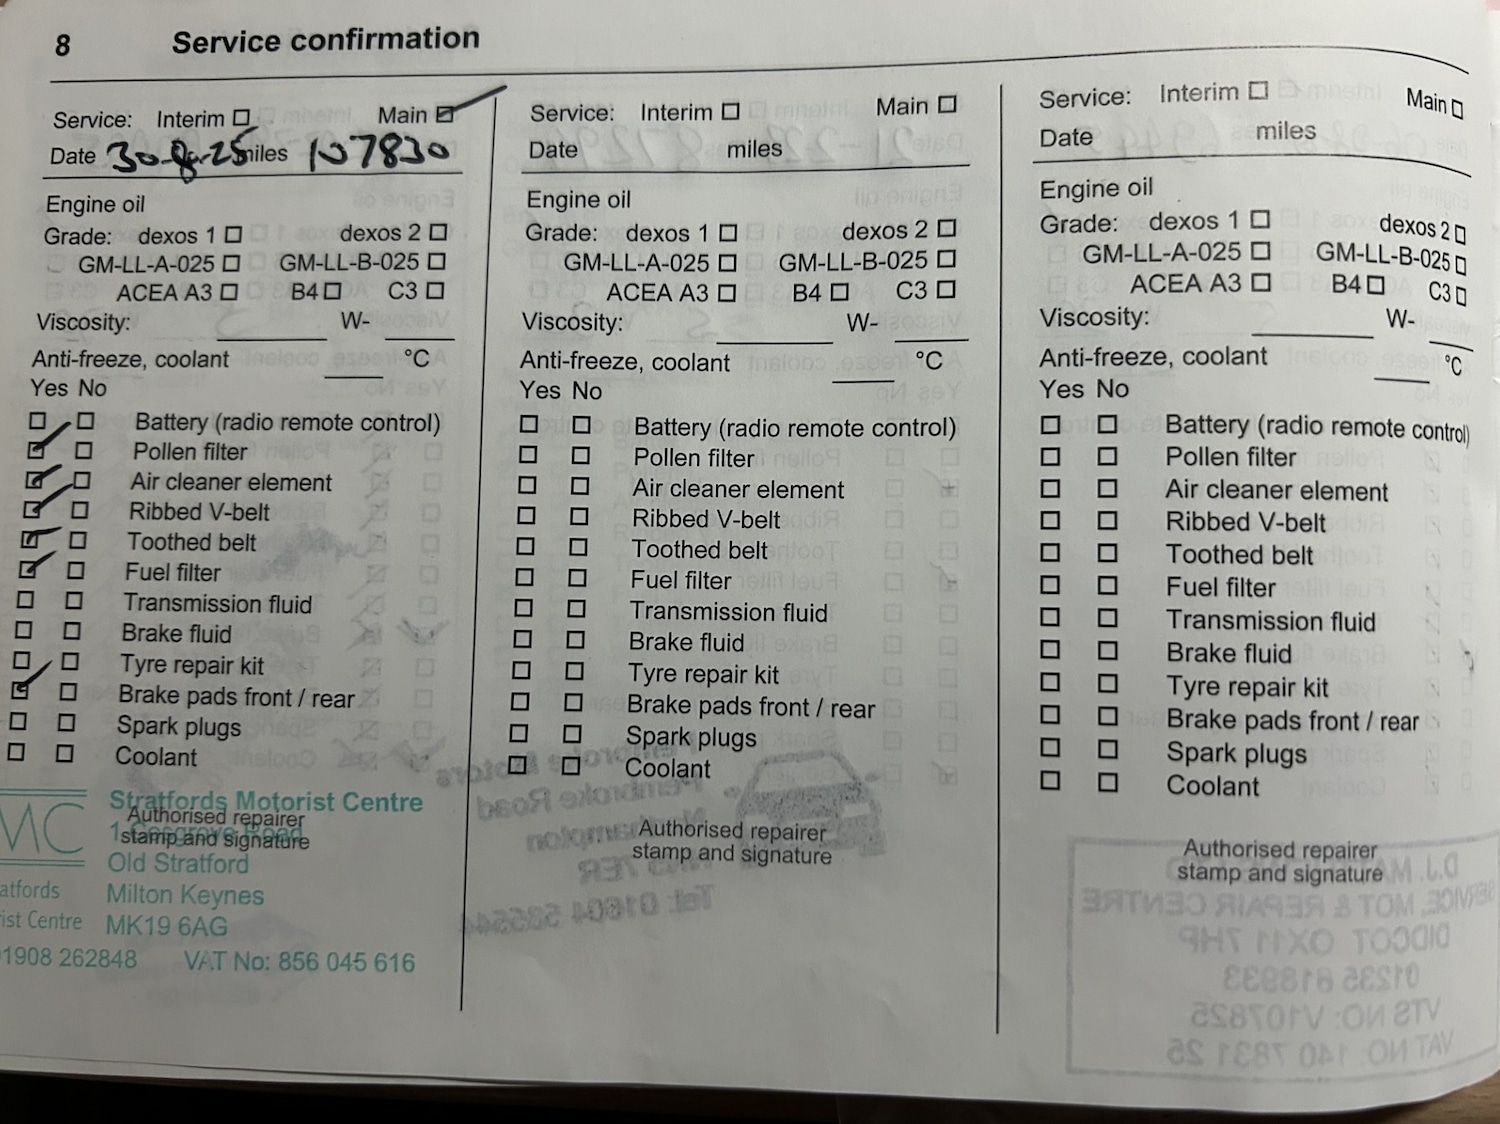 8 Service confirmation
Service: Interim Main
Date 30-8-25 miles 107830
Engine oil
Grade: dexos 1 dexos 2
GM-LL-A-025 GM-LL-B-025
ACEA A3 B4 C3
Viscosity: W-
Anti-freeze, coolant °C
Yes No
Battery (radio remote control)
Pollen filter
Air cleaner element
Ribbed V-belt
Toothed belt
Fuel filter
Transmission fluid
Brake fluid
Tyre repair kit
Brake pads front / rear
Spark plugs
Coolant
Authorised repairer
stamp and signature
MC
Stratfords Motorist Centre
1 Cosgrove Road
Old Stratford
Milton Keynes
MK19 6AG
atfords
ist Centre
1908 262848 VAT No: 856 045 616
Service: Interim Main
Date miles
Engine oil
Grade: dexos 1 dexos 2
GM-LL-A-025 GM-LL-B-025
ACEA A3 B4 C3
Viscosity: W-
Anti-freeze, coolant °C
Yes No
Battery (radio remote control)
Pollen filter
Air cleaner element
Ribbed V-belt
Toothed belt
Fuel filter
Transmission fluid
Brake fluid
Tyre repair kit
Brake pads front / rear
Spark plugs
Coolant
Authorised repairer
stamp and signature
Service: Interim Main
Date miles
Engine oil
Grade: dexos 1 dexos 2
GM-LL-A-025 GM-LL-B-025
ACEA A3 B4 C3
Viscosity: W-
Anti-freeze, coolant °C
Yes No
Battery (radio remote control)
Pollen filter
Air cleaner element
Ribbed V-belt
Toothed belt
Fuel filter
Transmission fluid
Brake fluid
Tyre repair kit
Brake pads front / rear
Spark plugs
Coolant
Authorised repairer
stamp and signature